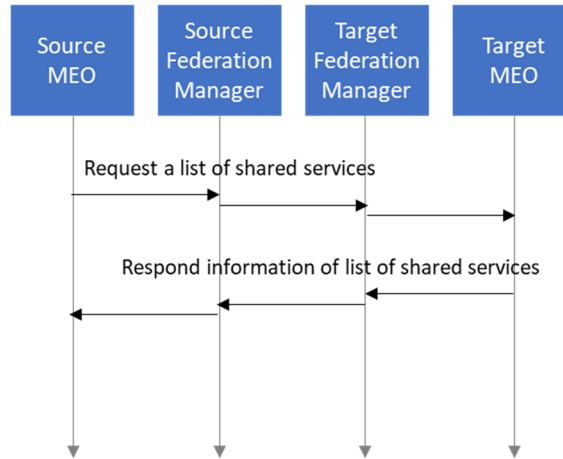 Source
MEO
Source
Federation
Manager
Target
Federation
Manager
Target
MEO
Request a list of shared services
Respond information of list of shared services